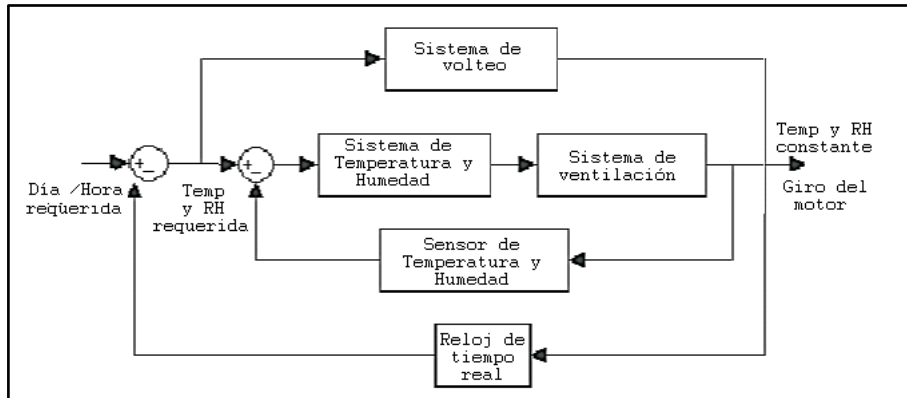 Sistema de
volteo
Temp y RH
constante
Sistema de
Temperatura y
Humedad
Sistema de
ventilación
+
−
+
−
Día /Hora
reqüerida
Temp
y RH
requerida
Giro del
motor
Sensor de
Temperatura y
Humedad
Reloj de
tiempo
real